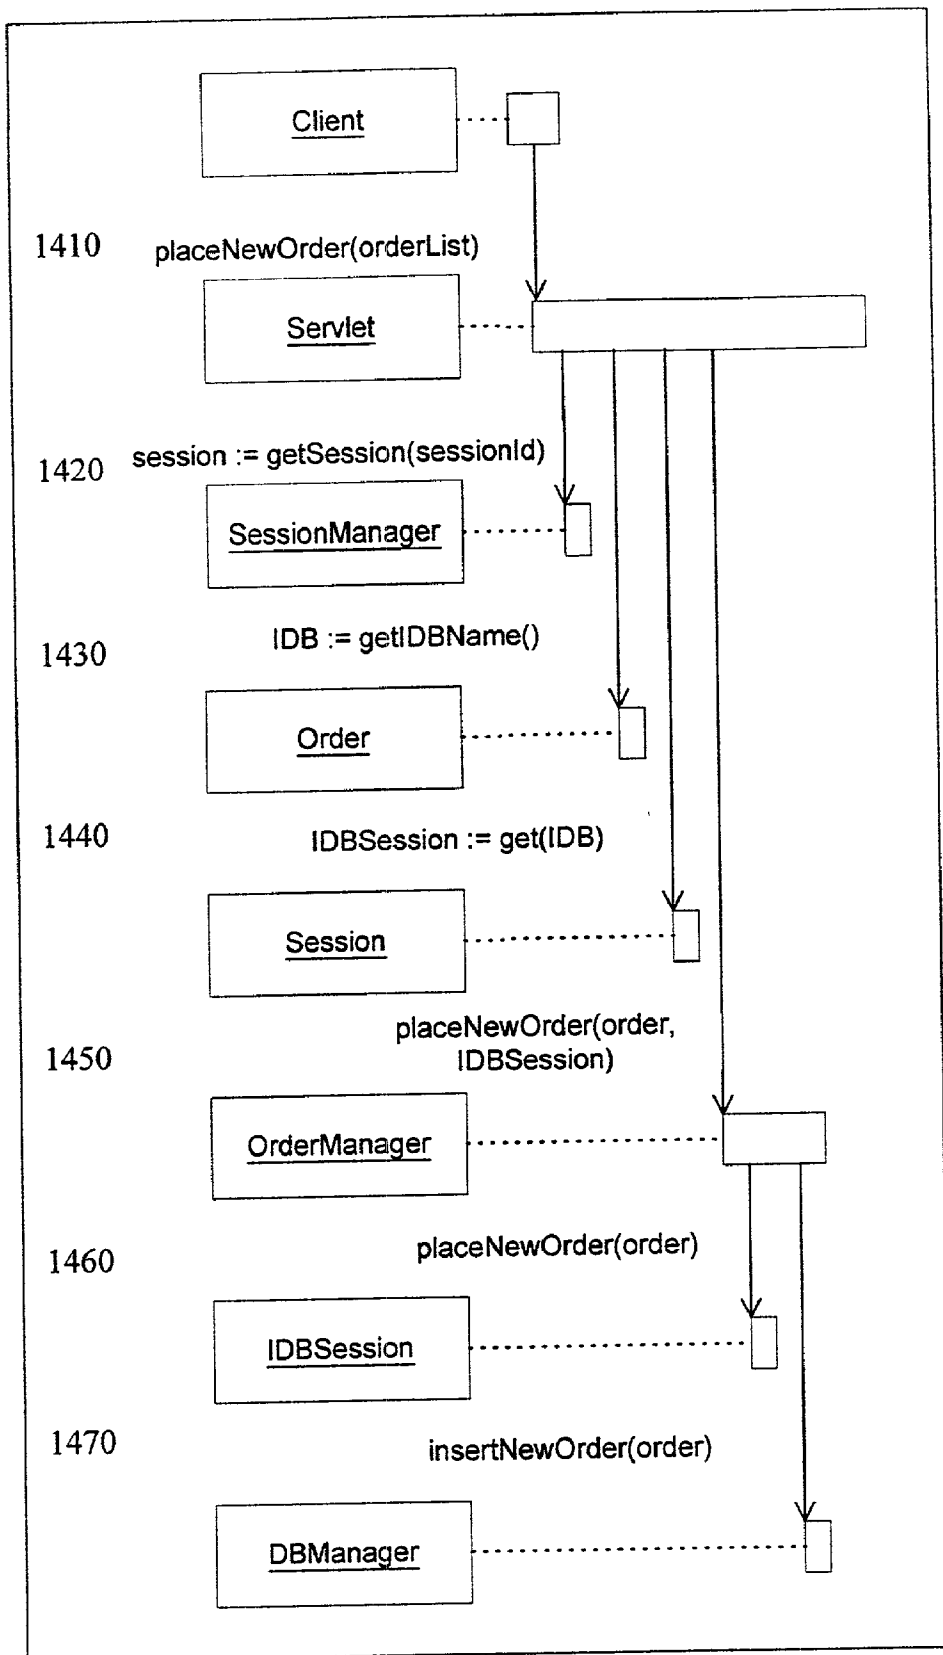 Client
1410 placeNewOrder(orderList)
Servlet
1420 session := getSession(sessionId)
SessionManager
1430 IDB := getIDBName()
Order
1440 IDBSession := get(IDB)
Session
placeNewOrder(order,
1450 IDBSession)
OrderManager
1460 placeNewOrder(order)
IDBSession
1470 insertNewOrder(order)
DBManager